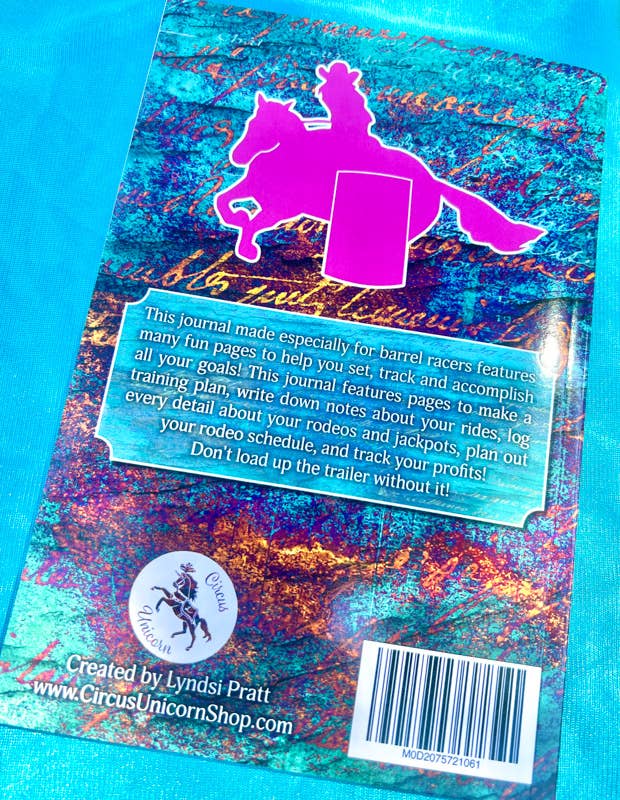 This journal made especially for barrel racers features
many fun pages to help you set, track and accomplish
all your goals! This journal features pages to make a
training plan, write down notes about your rides, log
every detail about your rodeos and jackpots, plan out
your rodeo schedule, and track your profits!
Don't load up the trailer without it!
Circus
Unicorn
Created by Lyndsi Pratt
www.CircusUnicornShop.com
M0D2075721061